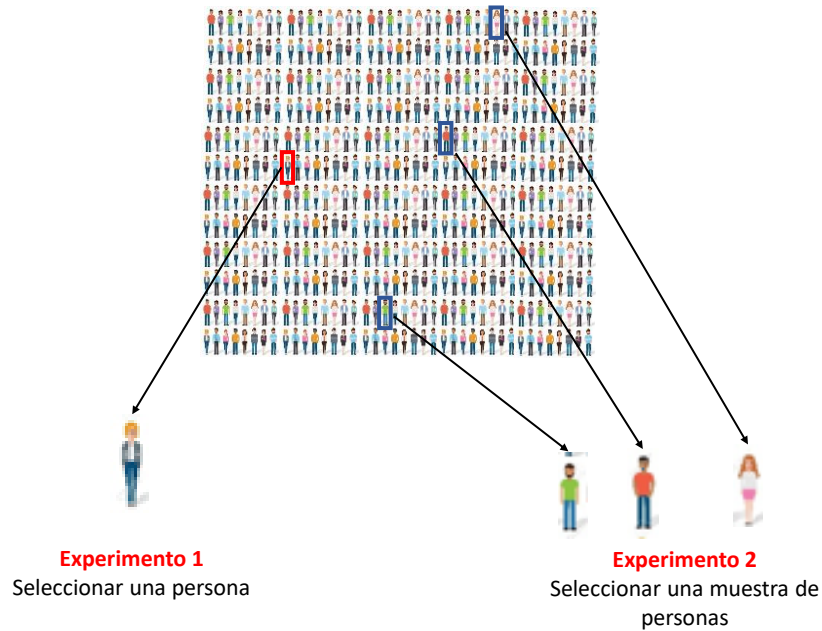 Experimento 1
Seleccionar una persona
Experimento 2
Seleccionar una muestra de
personas